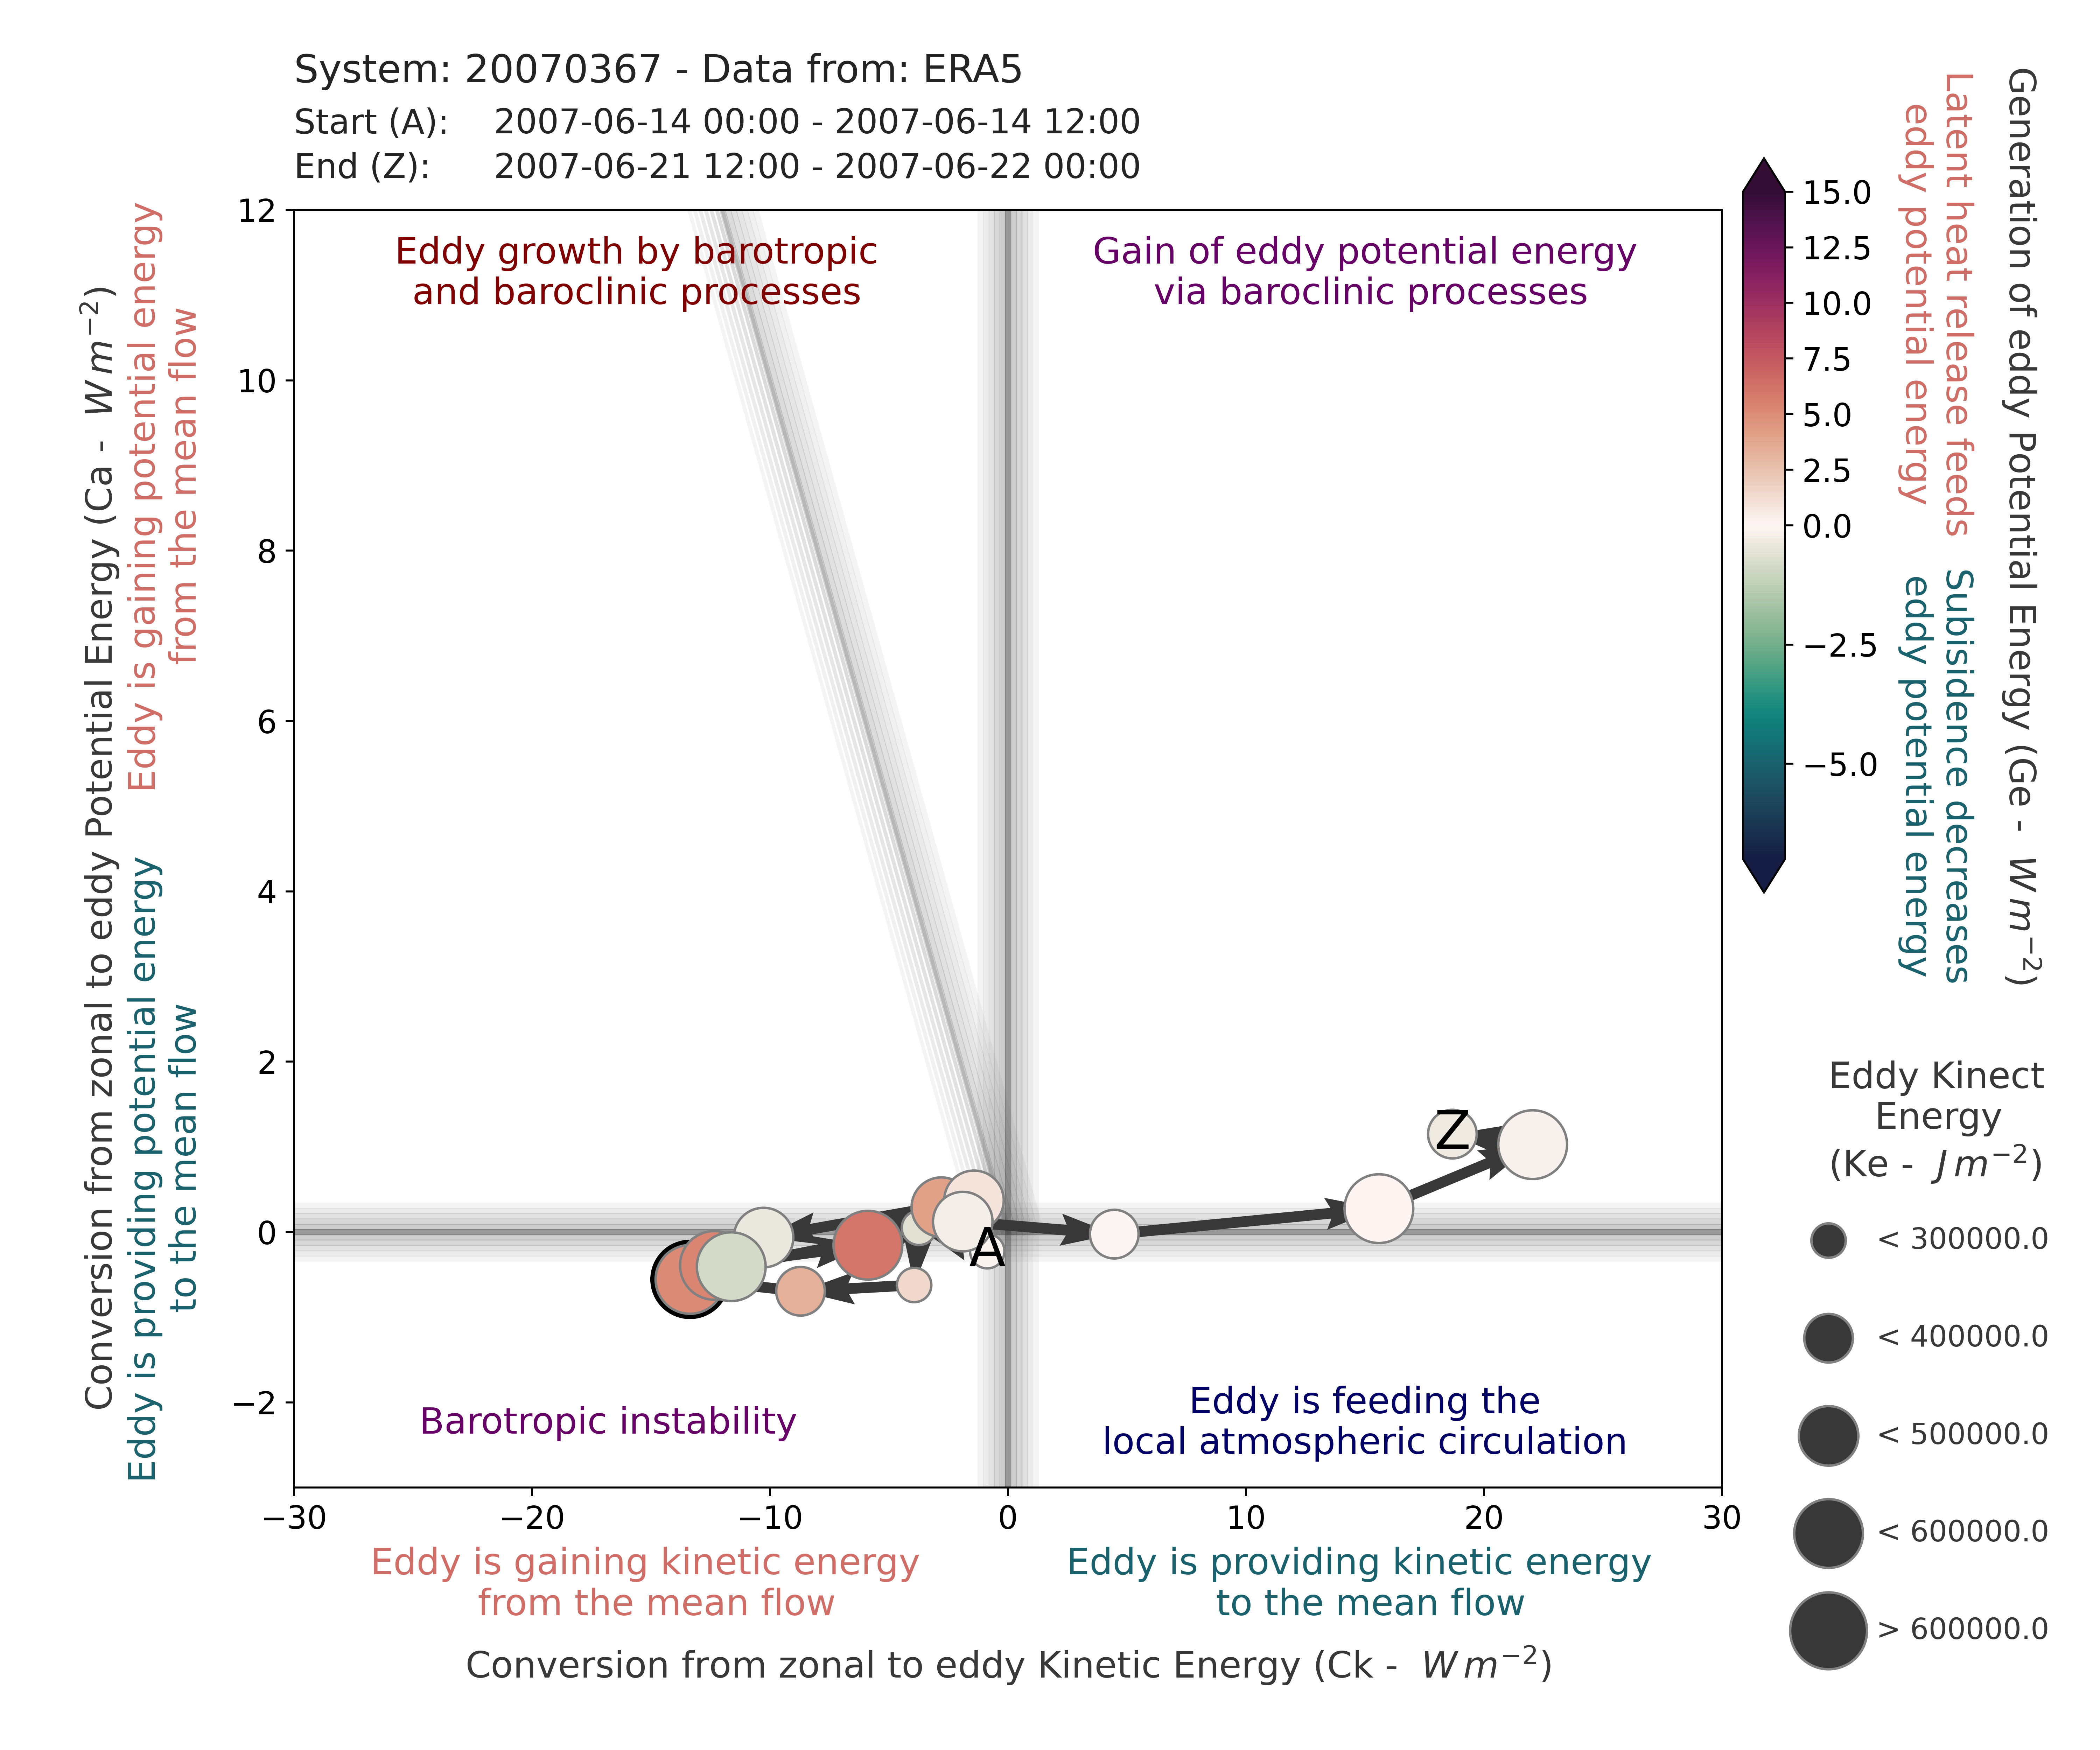 System: 20070367 - Data from: ERA5
Start (A): 2007-06-14 00:00 - 2007-06-14 12:00
End (Z): 2007-06-21 12:00 - 2007-06-22 00:00
Conversion from zonal to eddy Potential Energy (Ca - W m⁻²)
Eddy is gaining potential energy
from the mean flow
Eddy is providing potential energy
to the mean flow
12
10
8
6
4
2
0
−2
Eddy growth by barotropic
and baroclinic processes
Gain of eddy potential energy
via baroclinic processes
Z
A
Barotropic instability
Eddy is feeding the
local atmospheric circulation
−30
−20
−10
0
10
20
30
Eddy is gaining kinetic energy
from the mean flow
Eddy is providing kinetic energy
to the mean flow
Conversion from zonal to eddy Kinetic Energy (Ck - W m⁻²)
15.0
12.5
10.0
7.5
5.0
2.5
0.0
−2.5
−5.0
Latent heat release feeds
eddy potential energy
Subisidence decreases
eddy potential energy
Generation of eddy Potential Energy (Ge - W m⁻²)
Eddy Kinect
Energy
(Ke - J m⁻²)
< 300000.0
< 400000.0
< 500000.0
< 600000.0
> 600000.0